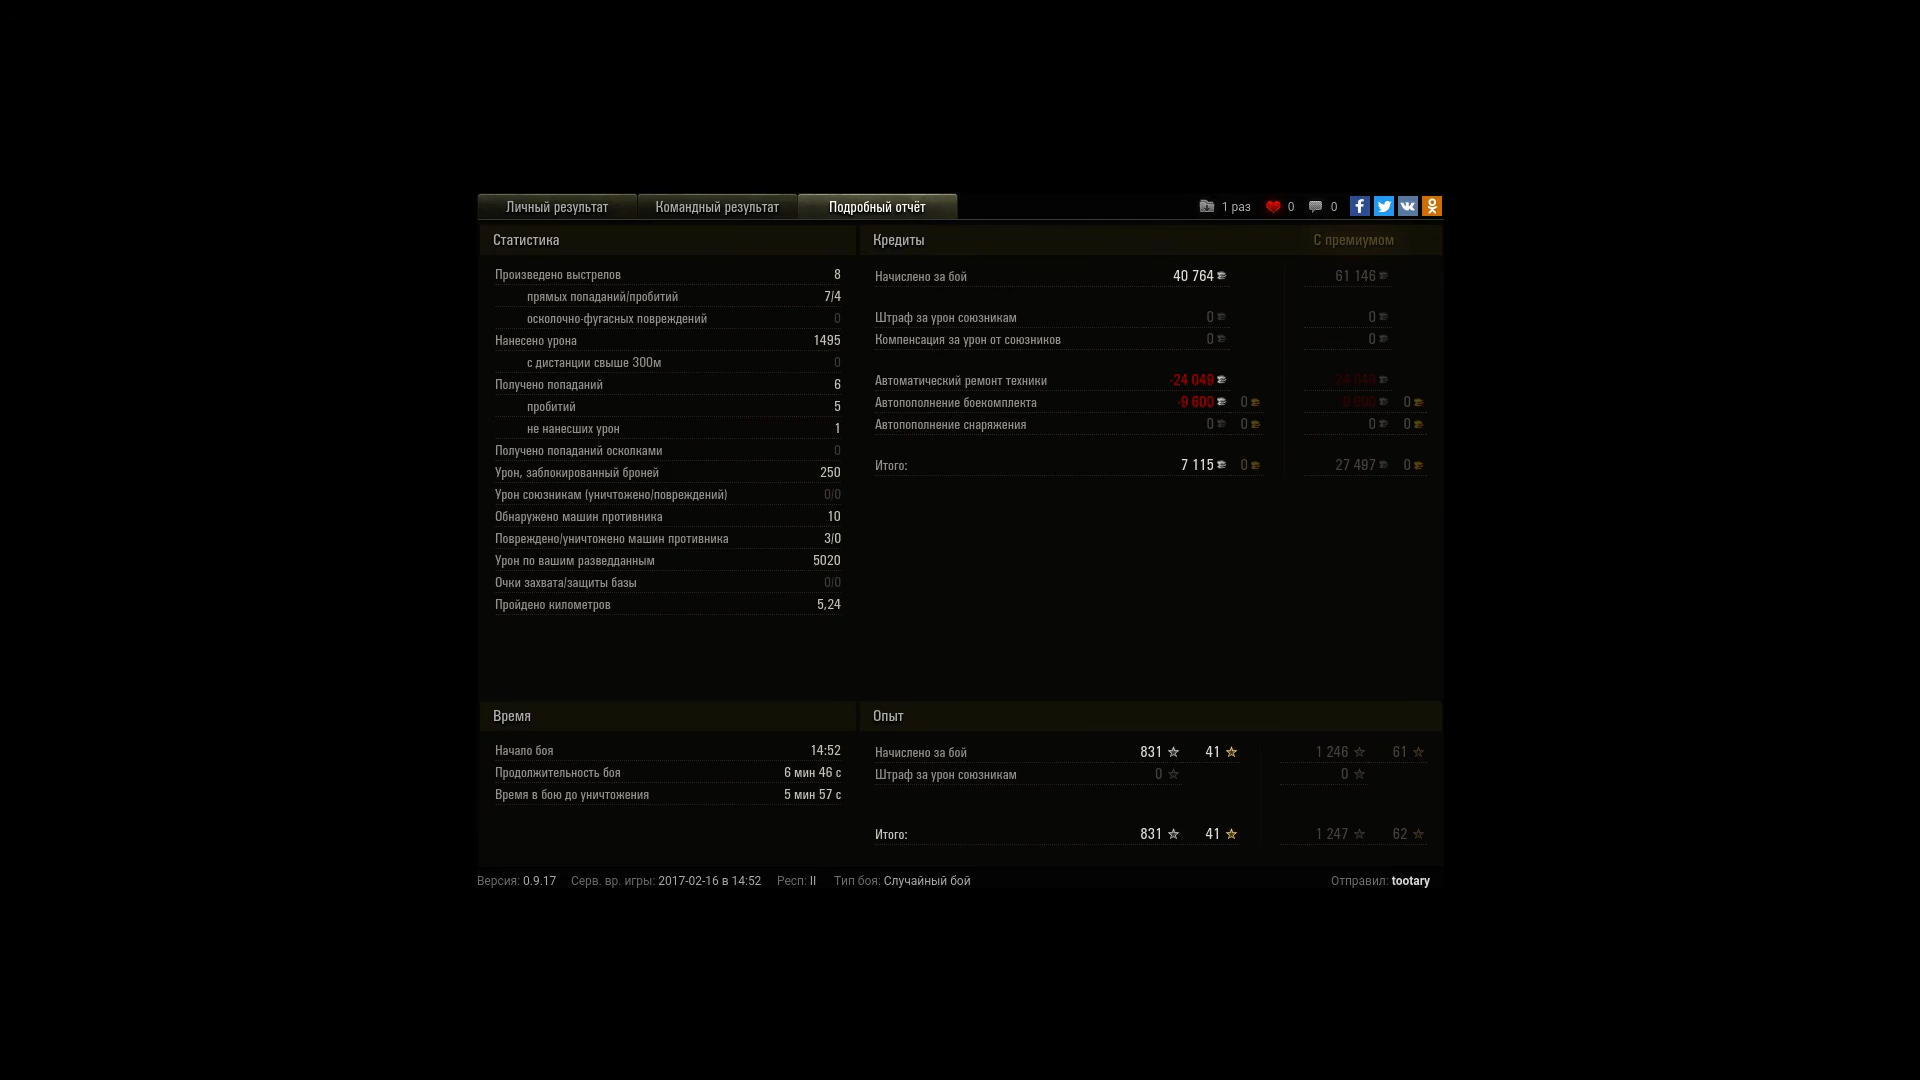 Личный результат Командный результат Подробный отчёт 1 раз 0 0
Статистика
Произведено выстрелов 8
прямых попаданий/пробитий 7/4
осколочно-фугасных повреждений 0
Нанесено урона 1495
с дистанции свыше 300м 0
Получено попаданий 6
пробитий 5
не нанесших урон 1
Получено попаданий осколками 0
Урон, заблокированный броней 250
Урон союзникам (уничтожено/повреждений) 0/0
Обнаружено машин противника 10
Повреждено/уничтожено машин противника 3/0
Урон по вашим разведданным 5020
Очки захвата/защиты базы 0/0
Пройдено километров 5,24
Кредиты С премиумом
Начислено за бой 40 764 61 146
Штраф за урон союзникам 0 0
Компенсация за урон от союзников 0 0
Автоматический ремонт техники -24 049 -24 049
Автопополнение боекомплекта -9 600 0 -9 600 0
Автопополнение снаряжения 0 0 0 0
Итого: 7 115 0 27 497 0
Время
Начало боя 14:52
Продолжительность боя 6 мин 46 с
Время в бою до уничтожения 5 мин 57 с
Опыт
Начислено за бой 831 41 1 246 61
Штраф за урон союзникам 0 0
Итого: 831 41 1 247 62
Версия: 0.9.17 Серв. вр. игры: 2017-02-16 в 14:52 Респ: II Тип боя: Случайный бой Отправил: tootary